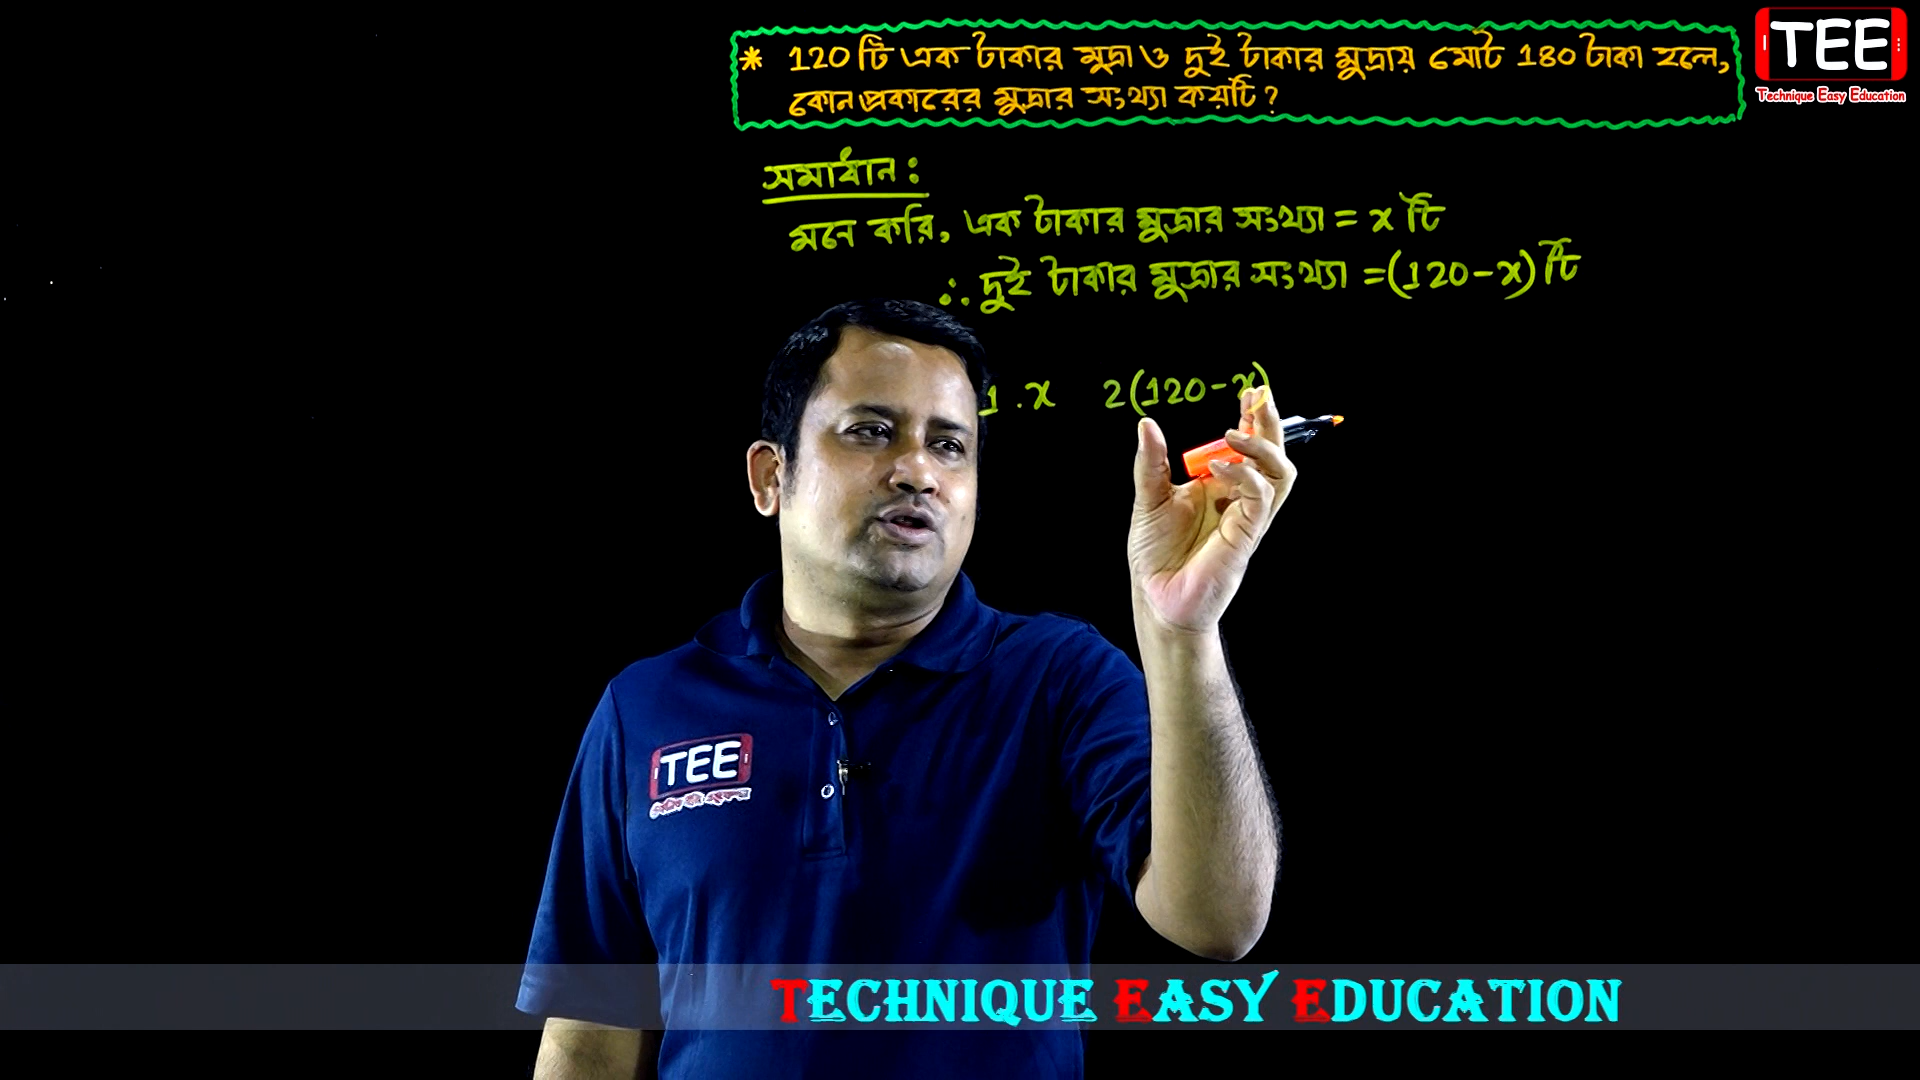 * 120 টি এক টাকার মুদ্রা ও দুই টাকার মুদ্রায় মোট 180 টাকা হলে,
কোন প্রকারের মুদ্রার সংখ্যা কয়টি?
TEE
Technique Easy Education
সমাধান:
মনে করি, এক টাকার মুদ্রার সংখ্যা = x টি
∴ দুই টাকার মুদ্রার সংখ্যা =(120-x) টি
1 . x 2(120-x)
TEE
TECHNIQUE EASY EDUCATION